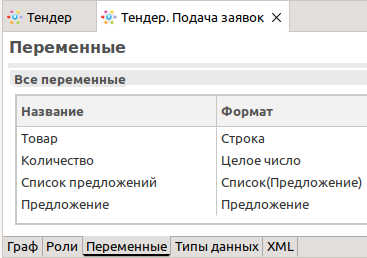 Тендер Тендер. Подача заявок
Переменные
Все переменные
Название Формат
Товар Строка
Количество Целое число
Список предложений Список(Предложение)
Предложение Предложение
Граф Роли Переменные Типы данных XML